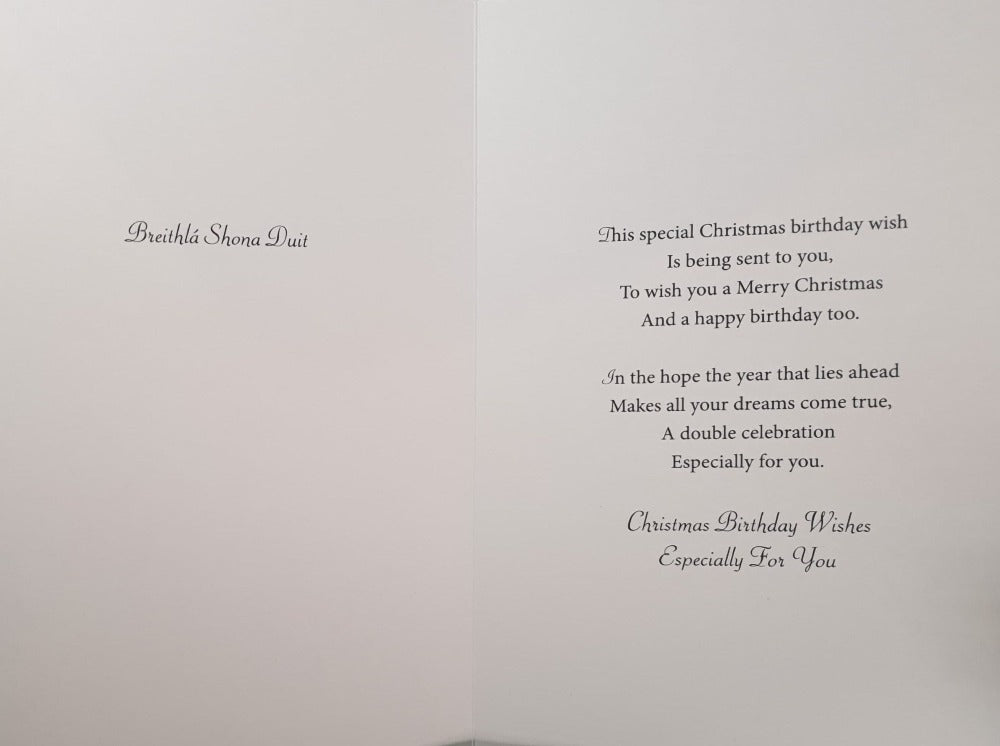 Breithlá Shona Duit
This special Christmas birthday wish
Is being sent to you,
To wish you a Merry Christmas
And a happy birthday too.
In the hope the year that lies ahead
Makes all your dreams come true,
A double celebration
Especially for you.
Christmas Birthday Wishes
Especially For You